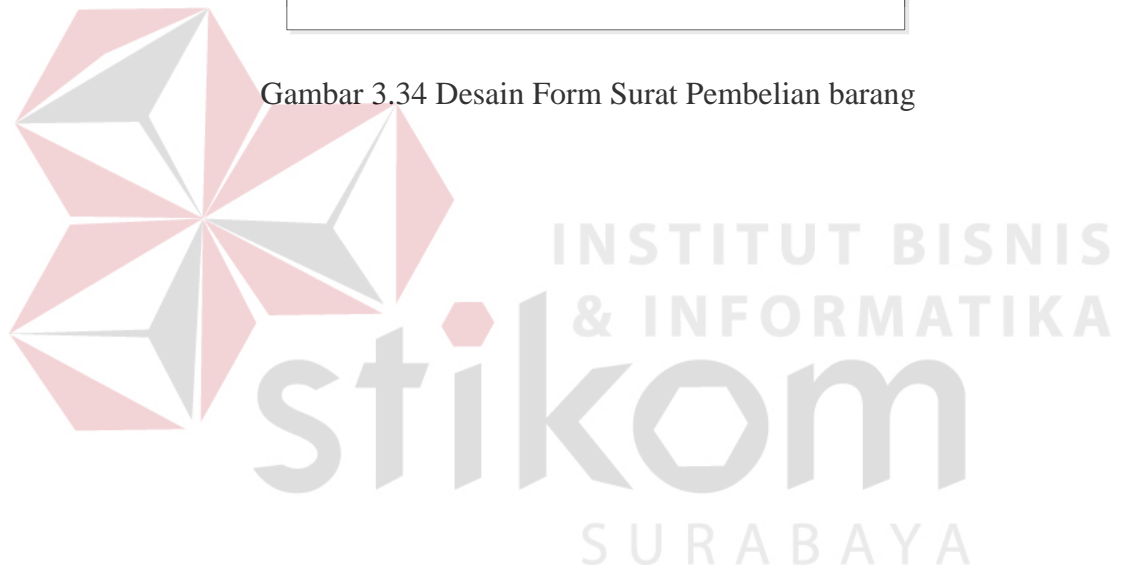 Gambar 3.34 Desain Form Surat Pembelian barang
INSTITUT BISNIS
& INFORMATIKA
stikom
SURABAYA